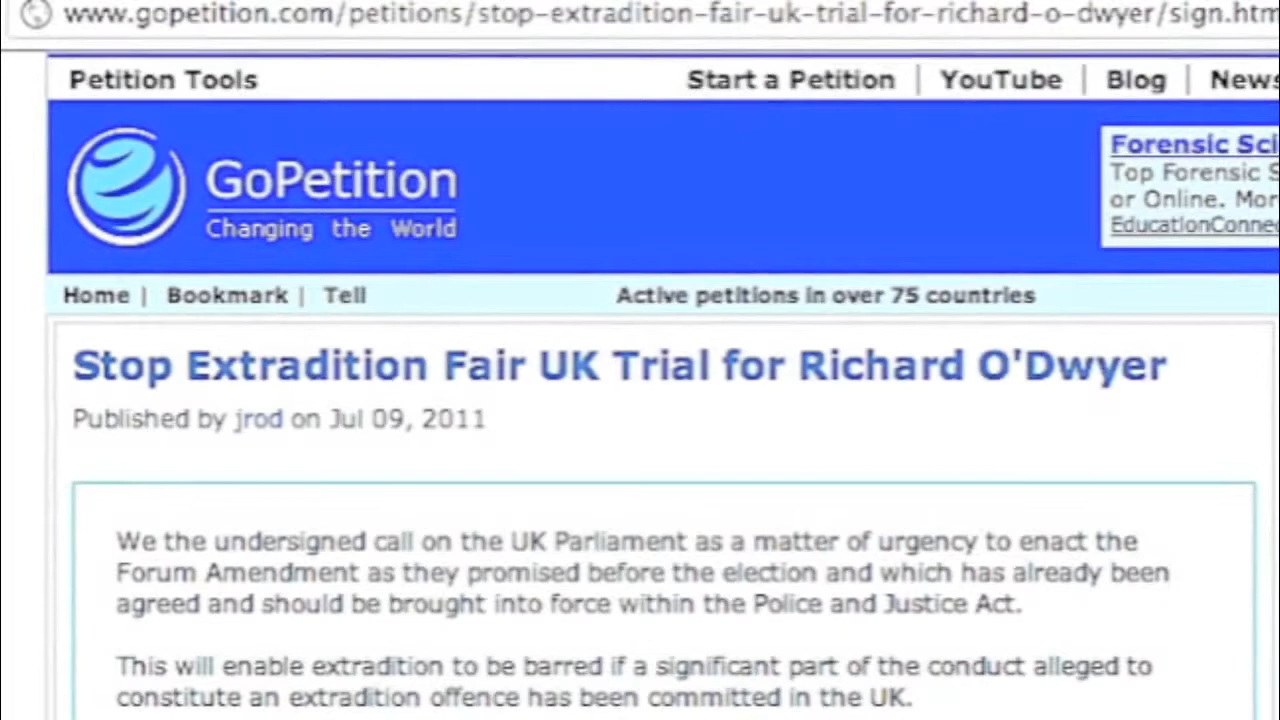 www.gopetition.com/petitions/stop-extradition-fair-uk-trial-for-richard-o-dwyer/sign.htm
Petition Tools
Start a Petition | YouTube | Blog | News
GoPetition
Changing the World
Forensic Sci
Top Forensic S
or Online. Mor
EducationConnec
Home | Bookmark | Tell
Active petitions in over 75 countries
Stop Extradition Fair UK Trial for Richard O'Dwyer
Published by jrod on Jul 09, 2011
We the undersigned call on the UK Parliament as a matter of urgency to enact the
Forum Amendment as they promised before the election and which has already been
agreed and should be brought into force within the Police and Justice Act.
This will enable extradition to be barred if a significant part of the conduct alleged to
constitute an extradition offence has been committed in the UK.